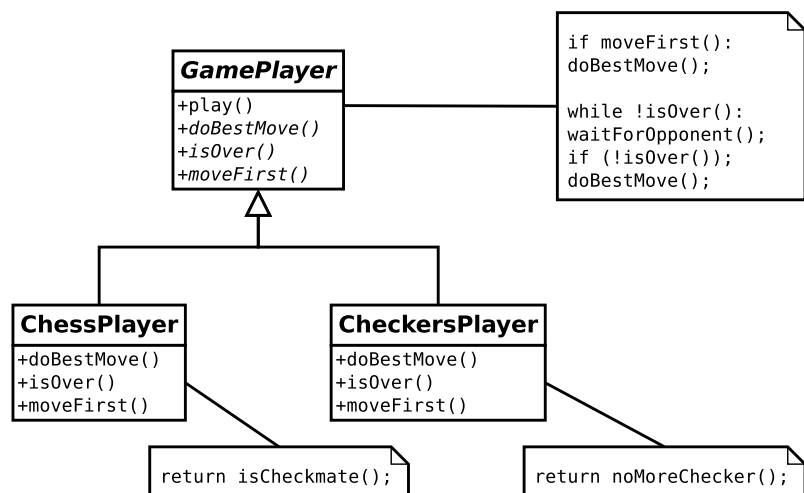 GamePlayer
+play()
+doBestMove()
+isOver()
+moveFirst()
if moveFirst():
doBestMove();
while !isOver():
waitForOpponent();
if (!isOver());
doBestMove();
ChessPlayer
+doBestMove()
+isOver()
+moveFirst()
CheckersPlayer
+doBestMove()
+isOver()
+moveFirst()
return isCheckmate();
return noMoreChecker();